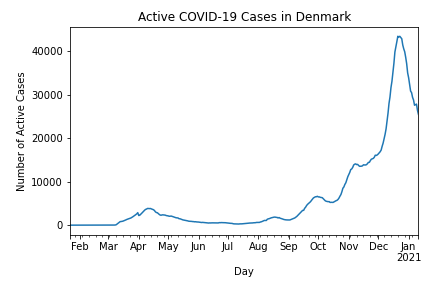 Active COVID-19 Cases in Denmark
Number of Active Cases
40000
30000
20000
10000
0
Feb Mar Apr May Jun Jul Aug Sep Oct Nov Dec Jan
2021
Day